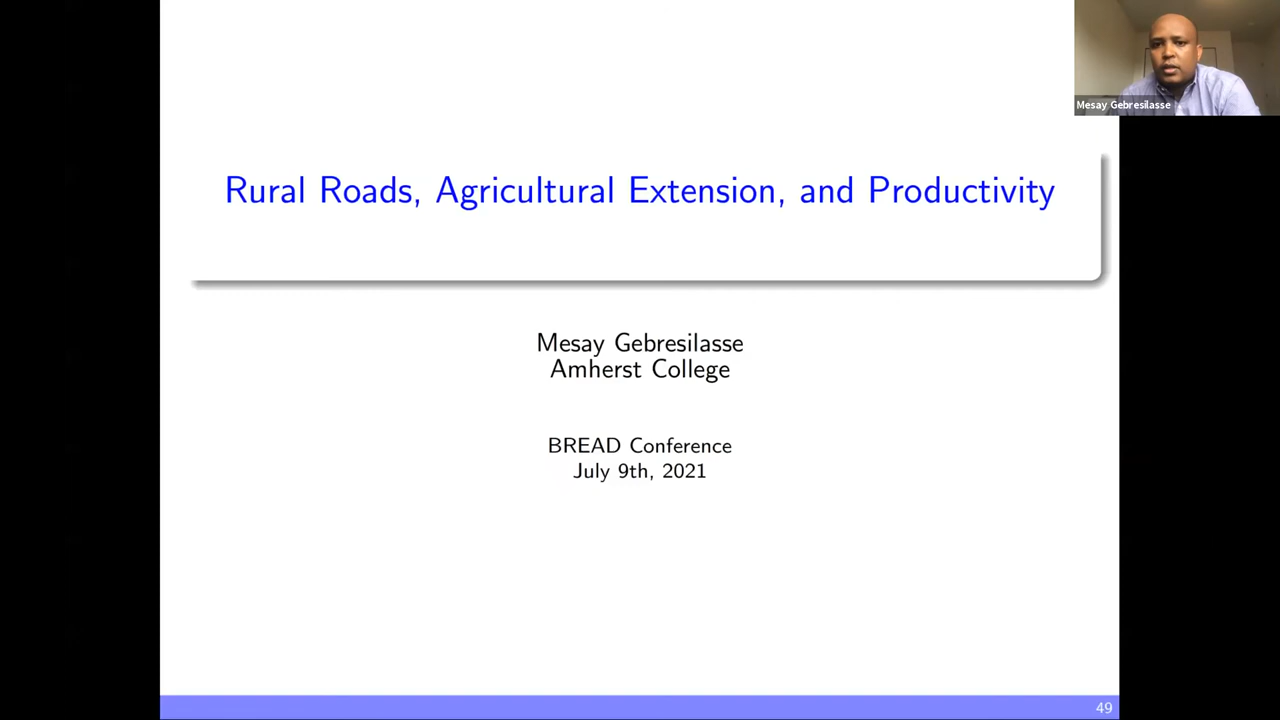 Mesay Gebresilasse
Rural Roads, Agricultural Extension, and Productivity
Mesay Gebresilasse
Amherst College
BREAD Conference
July 9th, 2021
49